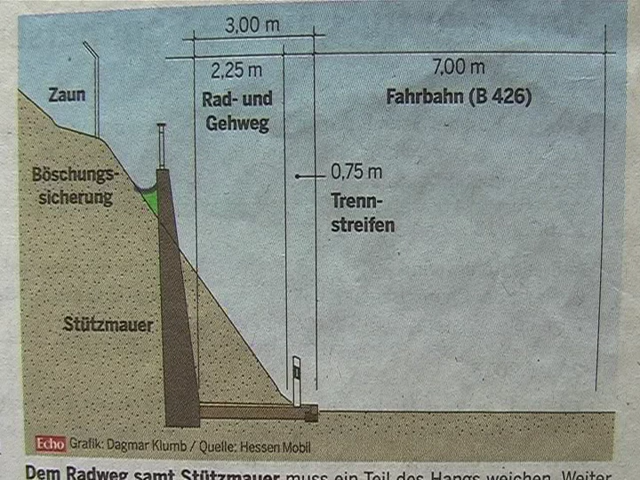 3,00 m
2,25 m
7,00 m
Zaun
Rad- und
Gehweg
Fahrbahn (B 426)
Böschungs-
sicherung
0,75 m
Trenn-
streifen
Stützmauer
Echo Grafik: Dagmar Klumb / Quelle: Hessen Mobil
Dem Radweg samt Stützmauer muss ein Teil des Hangs weichen. Weiter